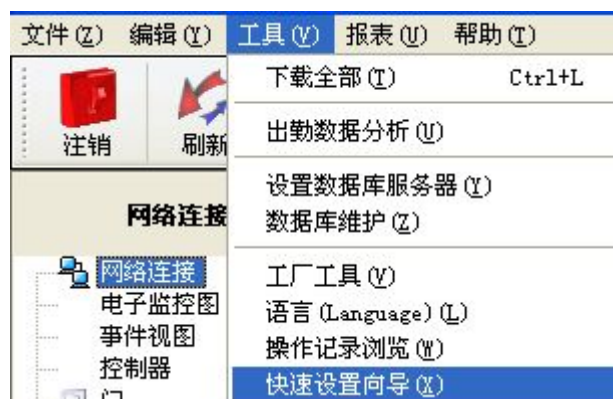 文件(Z) 编辑(Y) 工具(V) 报表(U) 帮助(T)
注销 刷新
网络连接
网络连接
电子监控图
事件视图
控制器
门
下载全部(T) Ctrl+L
出勤数据分析(U)
设置数据库服务器(Y)
数据库维护(Z)
工厂工具(V)
语言(Language)(L)
操作记录浏览(W)
快速设置向导(X)